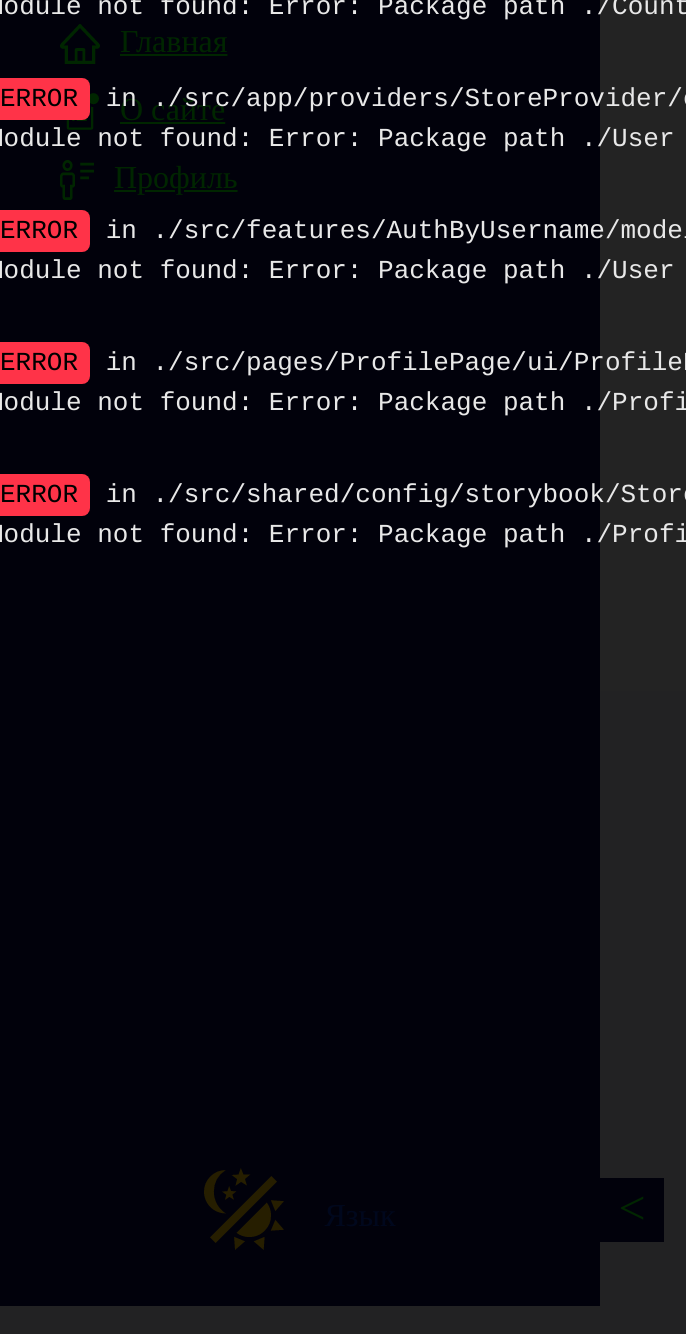 Module not found: Error: Package path ./Count
Главная
ERROR in ./src/app/providers/StoreProvider/
О сайте
Module not found: Error: Package path ./User
Профиль
ERROR in ./src/features/AuthByUsername/mode
Module not found: Error: Package path ./User
ERROR in ./src/pages/ProfilePage/ui/Profile
Module not found: Error: Package path ./Profi
ERROR in ./src/shared/config/storybook/Store
Module not found: Error: Package path ./Profi
Язык
<